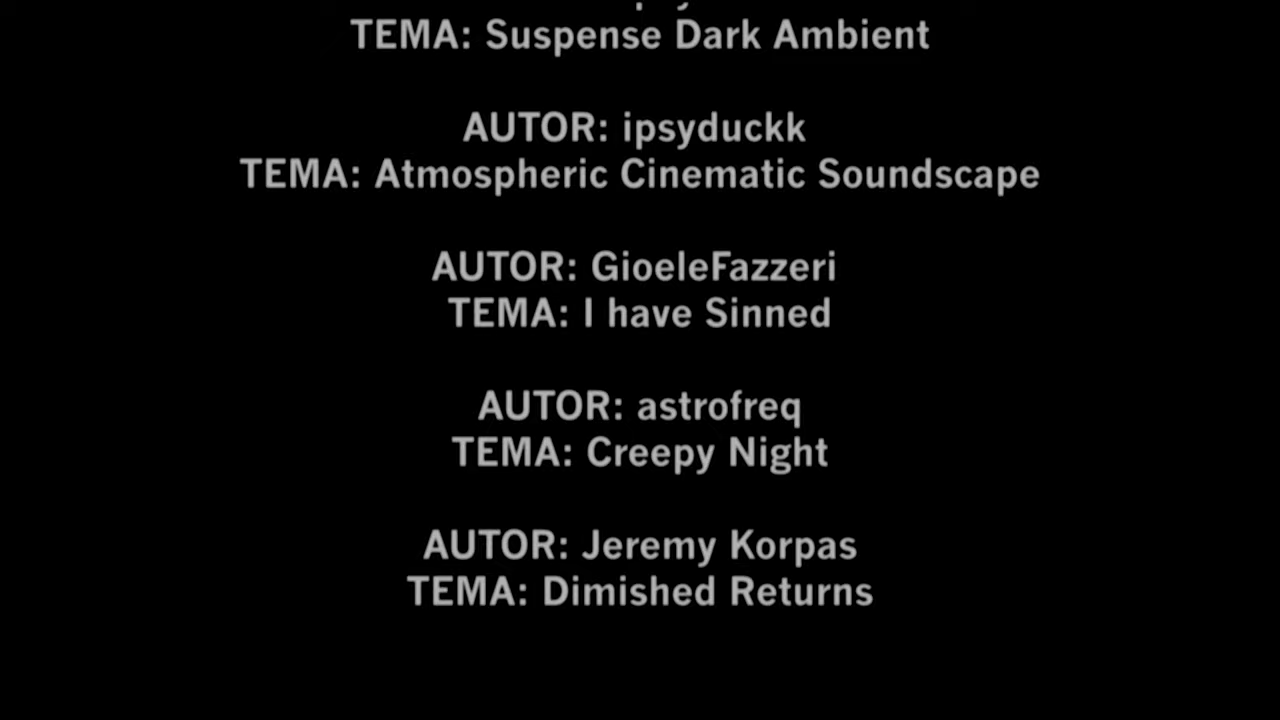 TEMA: Suspense Dark Ambient
AUTOR: ipsyduckk
TEMA: Atmospheric Cinematic Soundscape
AUTOR: GioeleFazzeri
TEMA: I have Sinned
AUTOR: astrofreq
TEMA: Creepy Night
AUTOR: Jeremy Korpas
TEMA: Dimished Returns